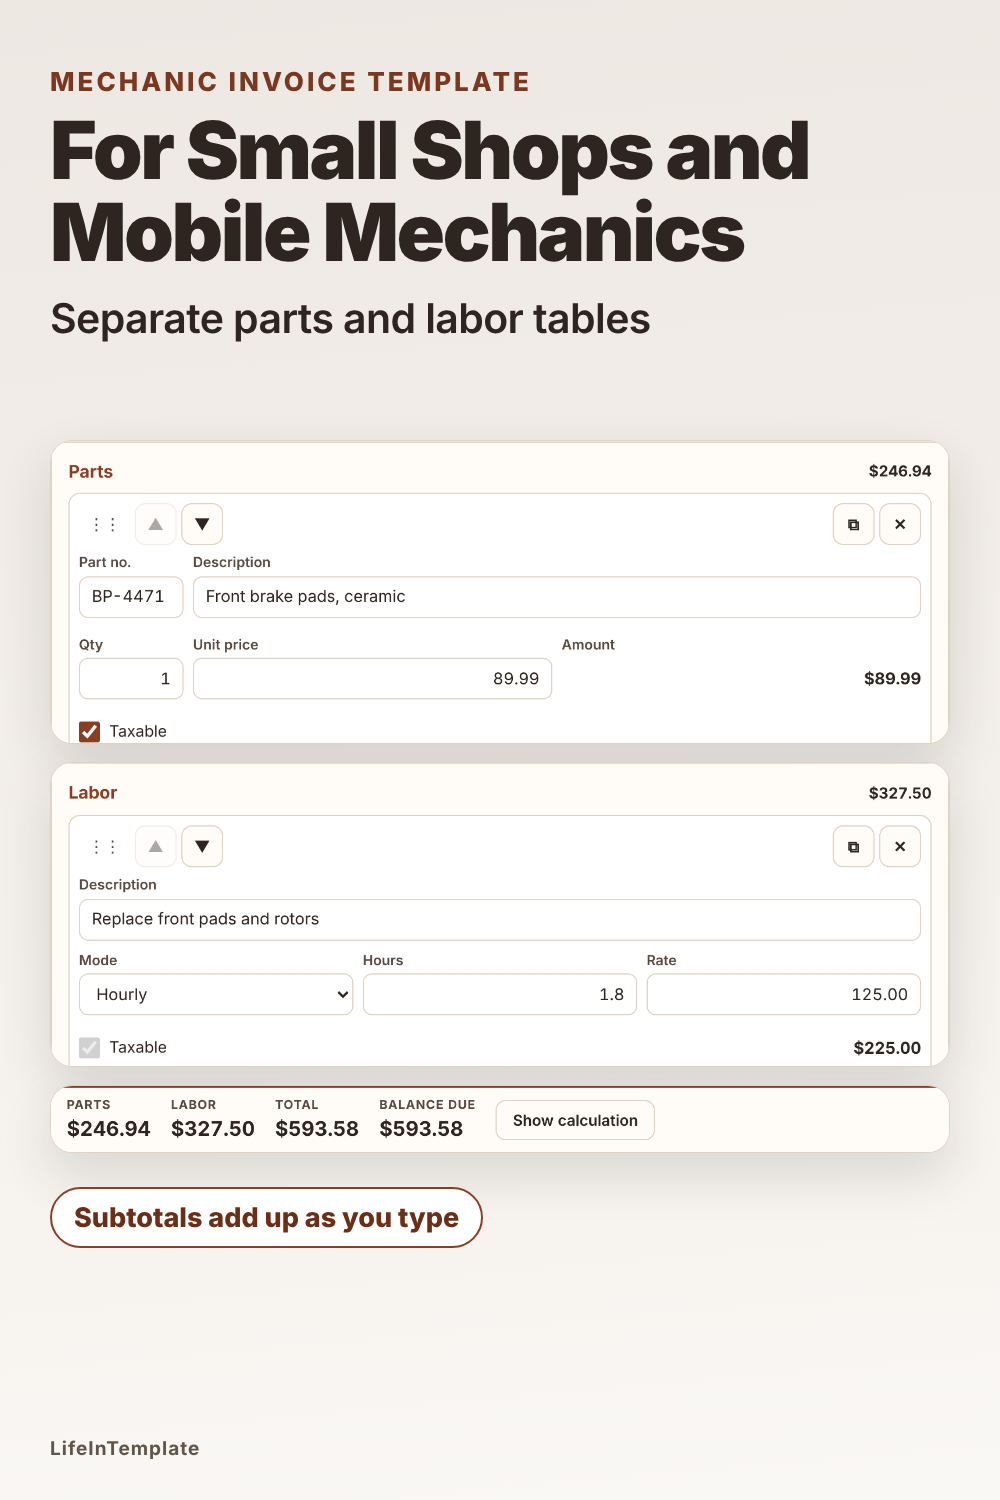 MECHANIC INVOICE TEMPLATE
For Small Shops and
Mobile Mechanics
Separate parts and labor tables
Parts $246.94
Part no. Description
BP-4471 Front brake pads, ceramic
Qty Unit price Amount
1 89.99 $89.99
Taxable
Labor $327.50
Description
Replace front pads and rotors
Mode Hours Rate
Hourly 1.8 125.00
Taxable $225.00
PARTS LABOR TOTAL BALANCE DUE
$246.94 $327.50 $593.58 $593.58 Show calculation
Subtotals add up as you type
LifeInTemplate